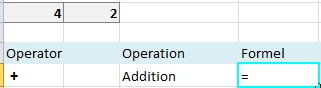 4 2
Operator Operation Formel
+ Addition =